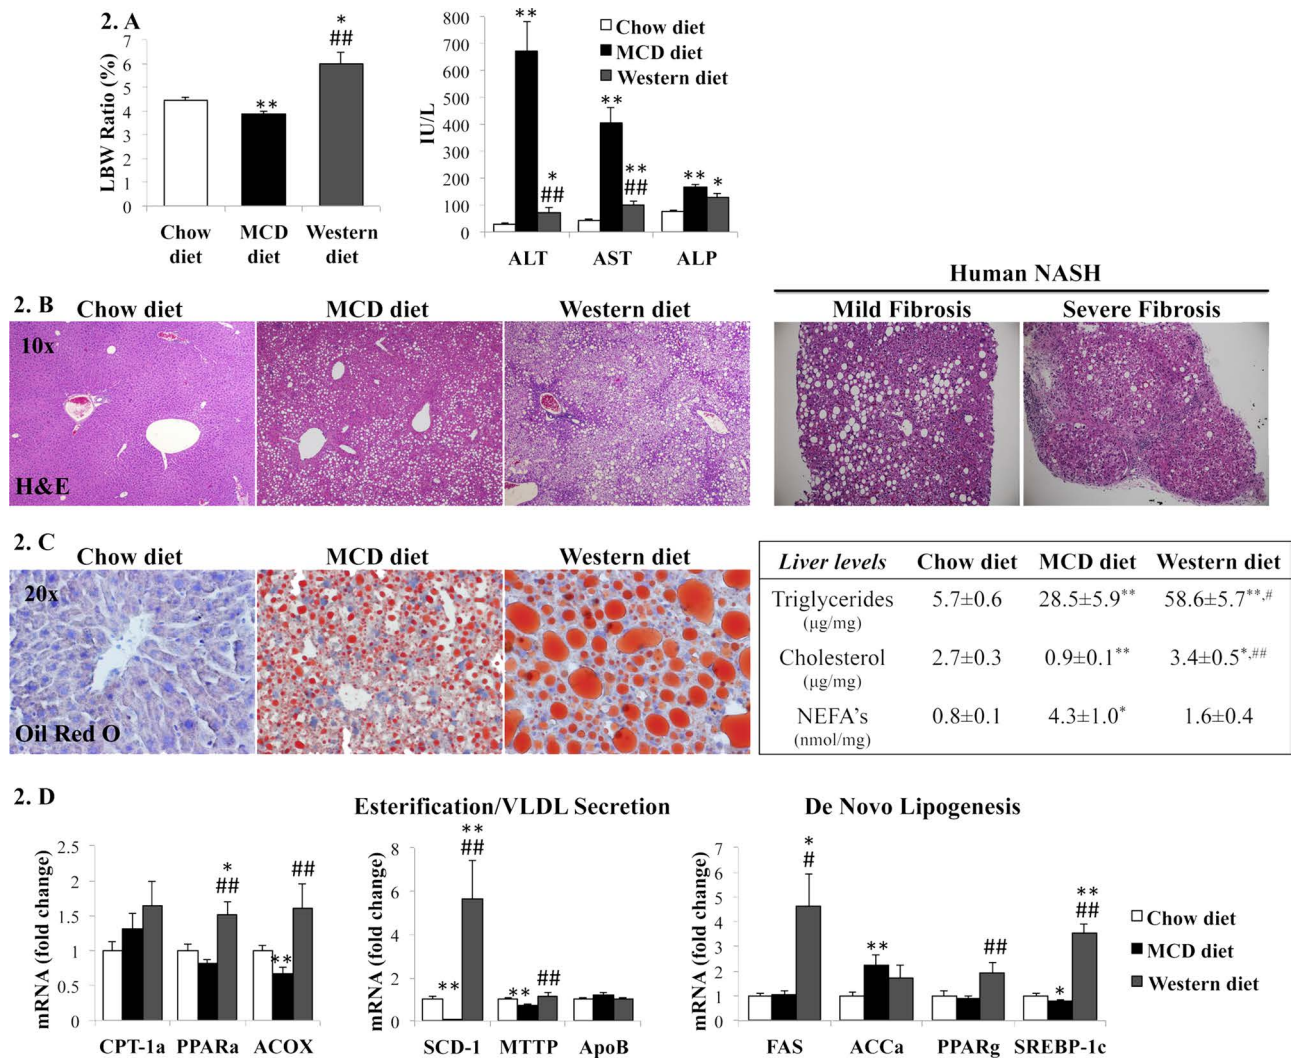 2. A
LBW Ratio (%)
7
6
5
4
3
2
1
0
**
*
##
Chow diet
MCD diet
Western diet
IU/L
800
700
600
500
400
300
200
100
0
**
*
##
**
**
##
**
*
ALT
AST
ALP
Chow diet
MCD diet
Western diet
2. B
Chow diet
MCD diet
Western diet
10x
H&E
Human NASH
Mild Fibrosis
Severe Fibrosis
2. C
Chow diet
MCD diet
Western diet
20x
Oil Red O
Liver levels Chow diet MCD diet Western diet
Triglycerides (µg/mg) 5.7±0.6 28.5±5.9** 58.6±5.7**,#
Cholesterol (µg/mg) 2.7±0.3 0.9±0.1** 3.4±0.5*,##
NEFA's (nmol/mg) 0.8±0.1 4.3±1.0* 1.6±0.4
2. D
mRNA (fold change)
2.5
2
1.5
1
0.5
0
*
##
**
##
CPT-1a
PPARa
ACOX
Esterification/VLDL Secretion
mRNA (fold change)
10
8
6
4
2
0
**
**
##
**
##
SCD-1
MTTP
ApoB
De Novo Lipogenesis
mRNA (fold change)
7
6
5
4
3
2
1
0
*
#
**
##
*
**
##
FAS
ACCa
PPARg
SREBP-1c
Chow diet
MCD diet
Western diet